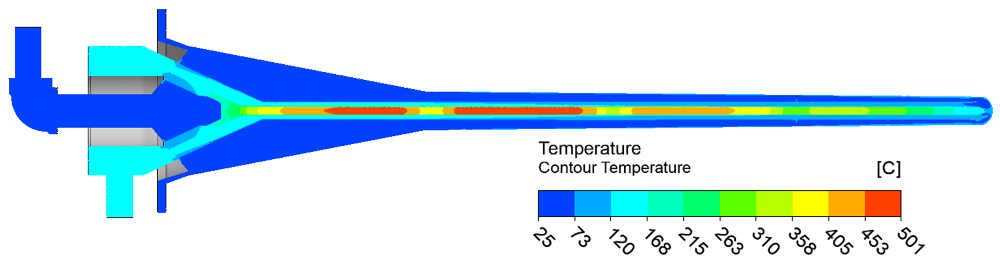 Temperature
Contour Temperature [C]
25 73 120 168 215 263 310 358 405 453 501